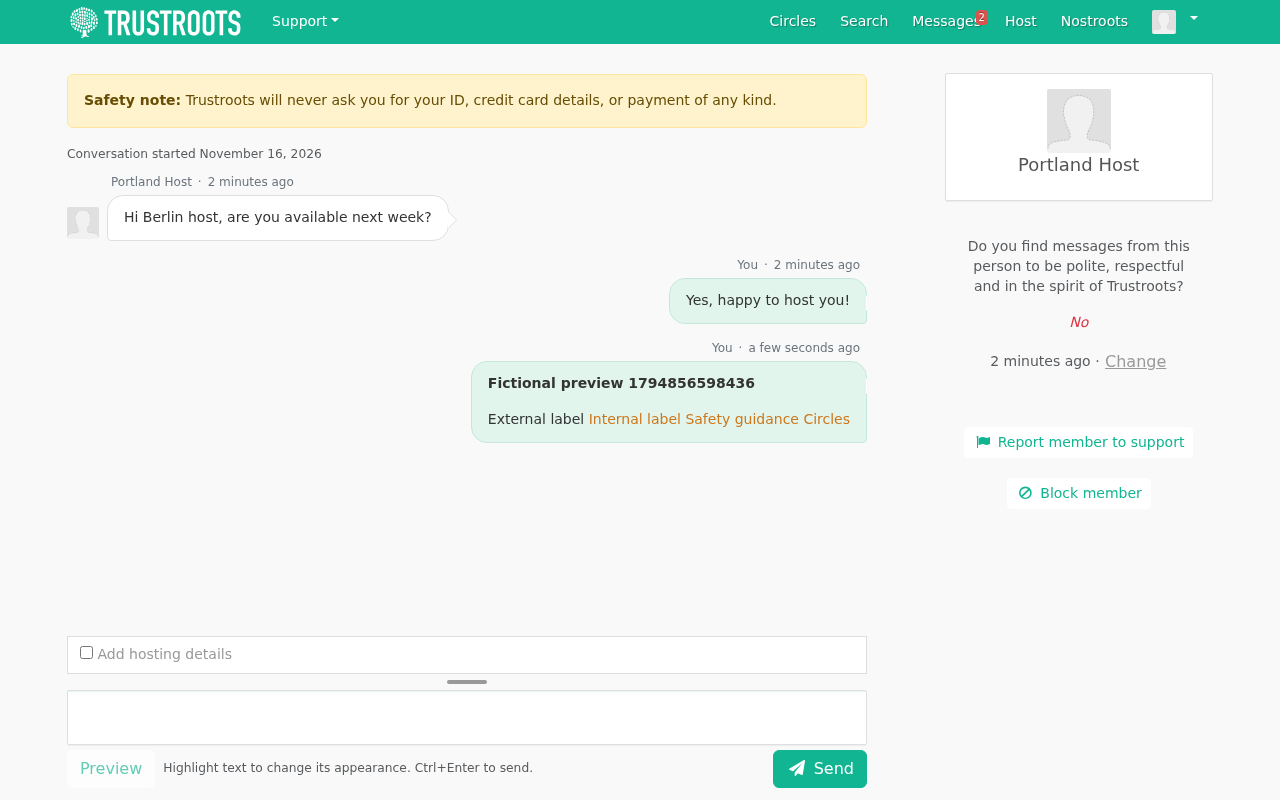 TRUSTROOTS Support Circles Search Messages 2 Host Nostroots
Safety note: Trustroots will never ask you for your ID, credit card details, or payment of any kind.
Conversation started November 16, 2026
Portland Host · 2 minutes ago
Hi Berlin host, are you available next week?
You · 2 minutes ago
Yes, happy to host you!
You · a few seconds ago
Fictional preview 1794856598436
External label Internal label Safety guidance Circles
Add hosting details
Preview Highlight text to change its appearance. Ctrl+Enter to send. Send
Portland Host
Do you find messages from this
person to be polite, respectful
and in the spirit of Trustroots?
No
2 minutes ago · Change
Report member to support
Block member